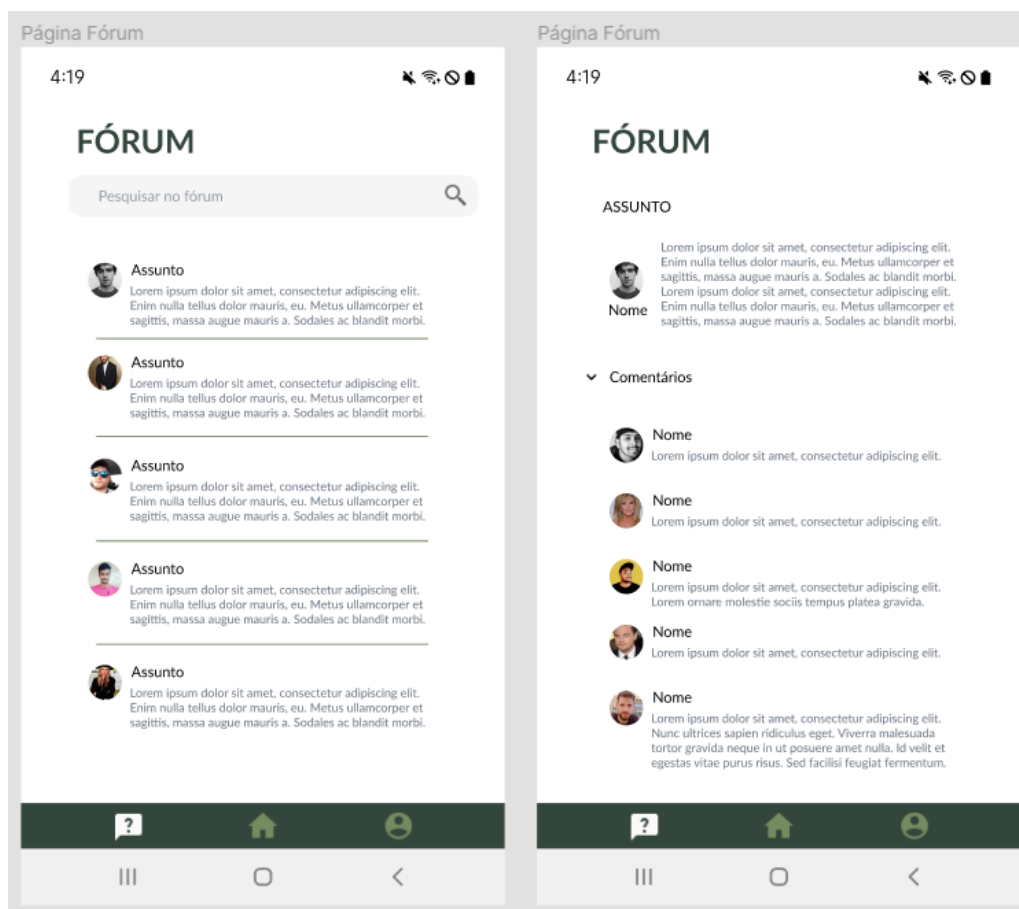 Página Fórum
4:19
FÓRUM
Pesquisar no fórum
Assunto
Lorem ipsum dolor sit amet, consectetur adipiscing elit.
Enim nulla tellus dolor mauris, eu. Metus ullamcorper et
sagittis, massa augue mauris a. Sodales ac blandit morbi.
Assunto
Lorem ipsum dolor sit amet, consectetur adipiscing elit.
Enim nulla tellus dolor mauris, eu. Metus ullamcorper et
sagittis, massa augue mauris a. Sodales ac blandit morbi.
Assunto
Lorem ipsum dolor sit amet, consectetur adipiscing elit.
Enim nulla tellus dolor mauris, eu. Metus ullamcorper et
sagittis, massa augue mauris a. Sodales ac blandit morbi.
Assunto
Lorem ipsum dolor sit amet, consectetur adipiscing elit.
Enim nulla tellus dolor mauris, eu. Metus ullamcorper et
sagittis, massa augue mauris a. Sodales ac blandit morbi.
Assunto
Lorem ipsum dolor sit amet, consectetur adipiscing elit.
Enim nulla tellus dolor mauris, eu. Metus ullamcorper et
sagittis, massa augue mauris a. Sodales ac blandit morbi.
?
Página Fórum
4:19
FÓRUM
ASSUNTO
Lorem ipsum dolor sit amet, consectetur adipiscing elit.
Enim nulla tellus dolor mauris, eu. Metus ullamcorper et
sagittis, massa augue mauris a. Sodales ac blandit morbi.
Lorem ipsum dolor sit amet, consectetur adipiscing elit.
Enim nulla tellus dolor mauris, eu. Metus ullamcorper et
sagittis, massa augue mauris a. Sodales ac blandit morbi.
Nome
Comentários
Nome
Lorem ipsum dolor sit amet, consectetur adipiscing elit.
Nome
Lorem ipsum dolor sit amet, consectetur adipiscing elit.
Nome
Lorem ipsum dolor sit amet, consectetur adipiscing elit.
Lorem ornare molestie sociis tempus platea gravida.
Nome
Lorem ipsum dolor sit amet, consectetur adipiscing elit.
Nome
Lorem ipsum dolor sit amet, consectetur adipiscing elit.
Nunc ultrices sapien ridiculus eget. Viverra malesuada
tortor gravida neque in ut posuere amet nulla. Id velit et
egestas vitae purus risus. Sed facilisi feugiat fermentum.
?